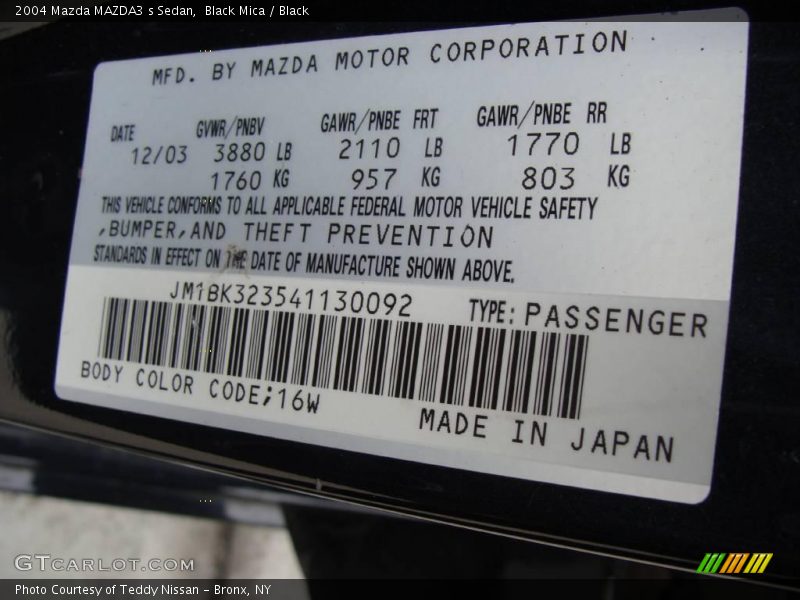 2004 Mazda MAZDA3 s Sedan,  Black Mica / Black
MFD. BY MAZDA MOTOR CORPORATION
DATE GVWR/PNBV GAWR/PNBE FRT GAWR/PNBE RR
12/03 3880 LB 2110 LB 1770 LB
1760 KG 957 KG 803 KG
THIS VEHICLE CONFORMS TO ALL APPLICABLE FEDERAL MOTOR VEHICLE SAFETY
,BUMPER,AND THEFT PREVENTION
STANDARDS IN EFFECT ON THE DATE OF MANUFACTURE SHOWN ABOVE.
JM1BK323541130092 TYPE: PASSENGER
BODY COLOR CODE;16W
MADE IN JAPAN
GTCARLOT.COM
Photo Courtesy of Teddy Nissan - Bronx, NY